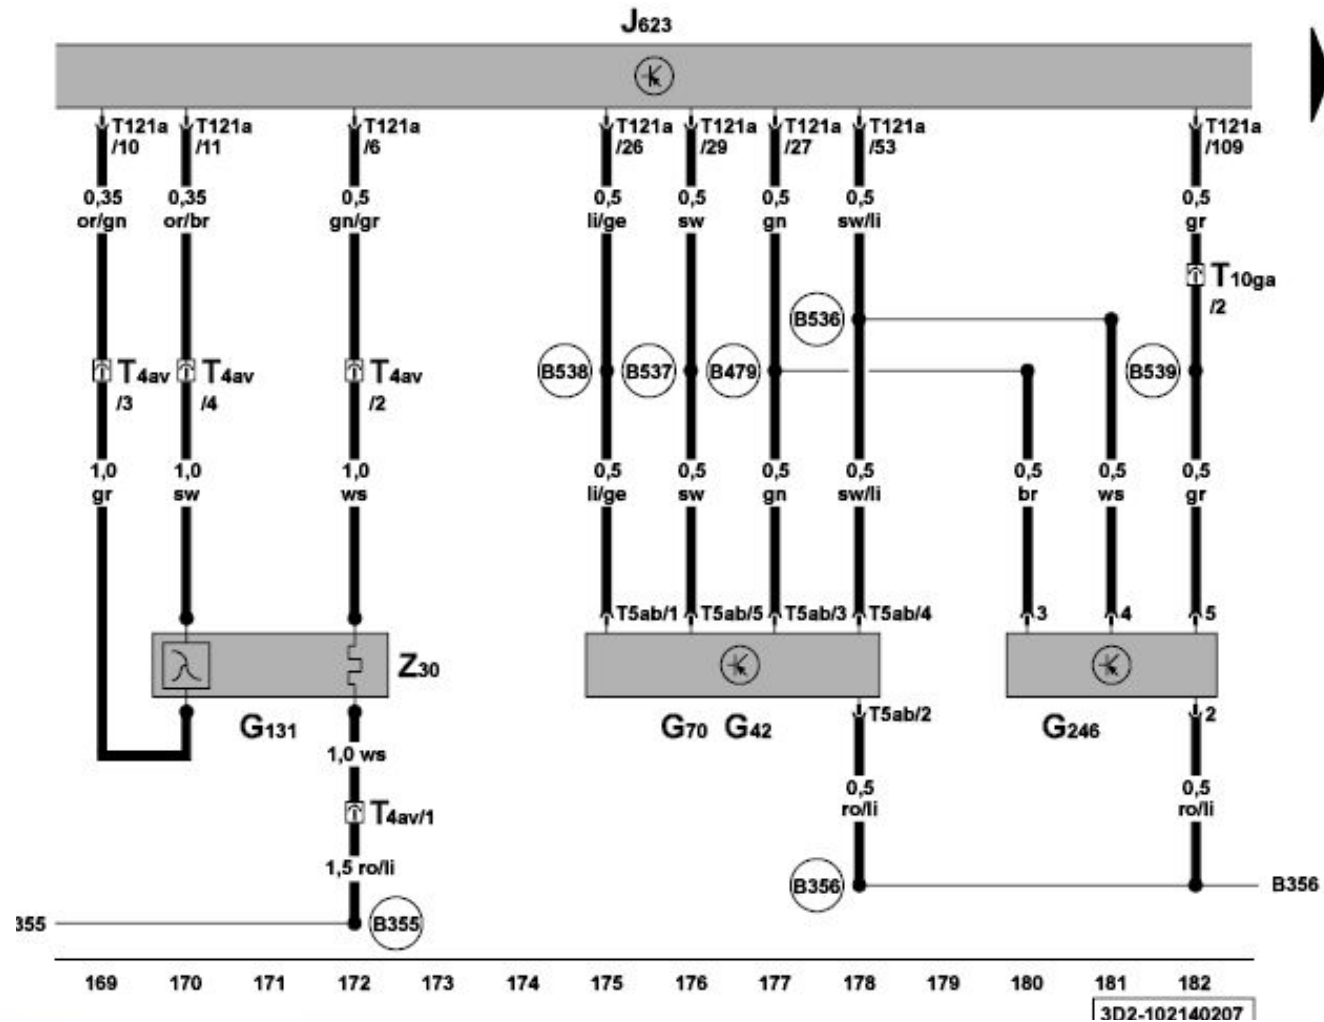 J623
T121a T121a T121a T121a T121a T121a T121a T121a
/10 /11 /6 /26 /29 /27 /53 /109
0,35 0,35 0,5 0,5 0,5 0,5 0,5 0,5
or/gn or/br gn/gr li/ge sw gn sw/li gr
T10ga
/2
B536
T4av T4av T4av B538 B537 B479 B539
/3 /4 /2
1,0 1,0 1,0 0,5 0,5 0,5 0,5 0,5 0,5 0,5
gr sw ws li/ge sw gn sw/li br ws gr
T5ab/1 T5ab/5 T5ab/3 T5ab/4 3 4 5
Z30
G131 G70 G42 T5ab/2 G246 2
1,0 ws
0,5 0,5
ro/li ro/li
T4av/1
1,5 ro/li
B356 B356
355 B355
169 170 171 172 173 174 175 176 177 178 179 180 181 182
3D2-102140207